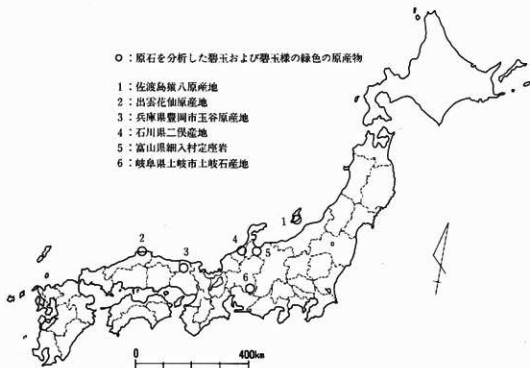 ○：原石を分析した碧玉および碧玉様の緑色の原産物
1：佐渡島猿八原産地
2：出雲花仙原産地
3：兵庫県豊岡市玉谷原産地
4：石川県二俣産地
5：富山県細入村定座岩
6：岐阜県土岐市土岐石産地
1
2
3
4
5
6
0
400km